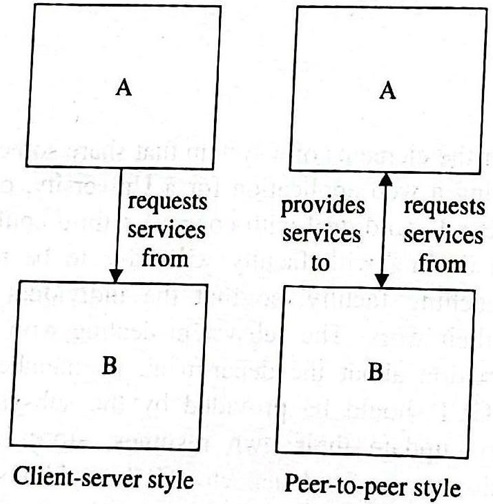 A
A
requests
services
from
provides
services
to
requests
services
from
B
B
Client-server style
Peer-to-peer style